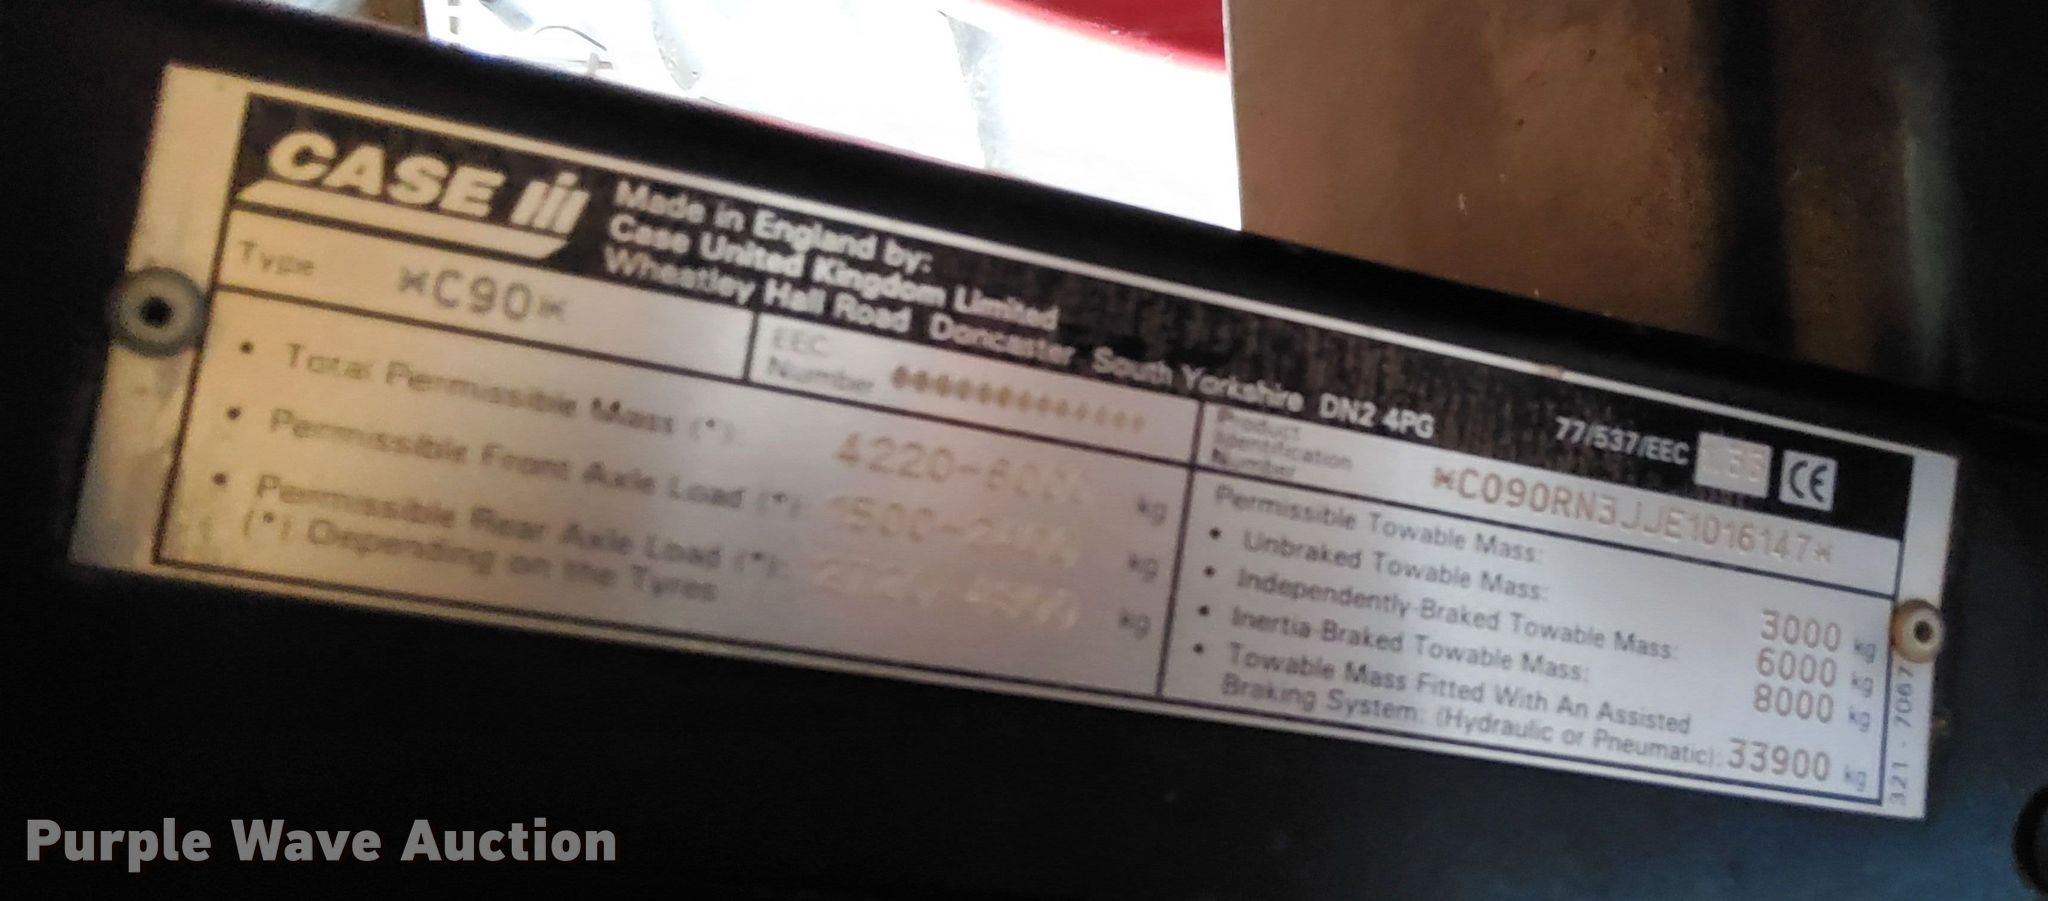 CASE IH
Made in England by:
Case United Kingdom Limited
Wheatley Hall Road Doncaster South Yorkshire DN2 4PG
77/537/EEC
CE
Type *C90*
EEC
Number
Product
Identification
Number
*C090RN3JJE1016147*
• Total Permissible Mass (*): kg
• Permissible Front Axle Load (*): kg
• Permissible Rear Axle Load (*): kg
(*) Depending on the Tyres
Permissible Towable Mass:
• Unbraked Towable Mass: 3000 kg
• Independently-Braked Towable Mass: 6000 kg
• Inertia-Braked Towable Mass: 8000 kg
• Towable Mass Fitted With An Assisted
Braking System: (Hydraulic or Pneumatic): 33900 kg
321 - 7067
Purple Wave Auction